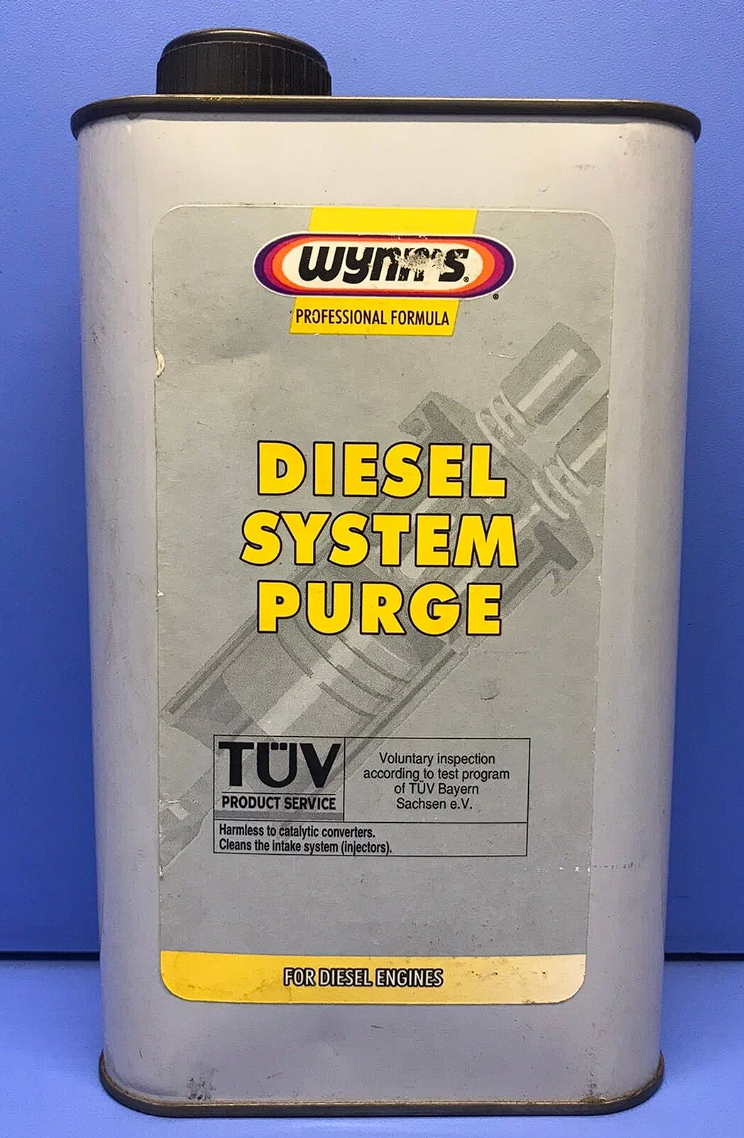 wynn's®
®
PROFESSIONAL FORMULA
DIESEL
SYSTEM
PURGE
TÜV
PRODUCT SERVICE
Voluntary inspection
according to test program
of TÜV Bayern
Sachsen e.V.
Harmless to catalytic converters.
Cleans the intake system (injectors).
FOR DIESEL ENGINES